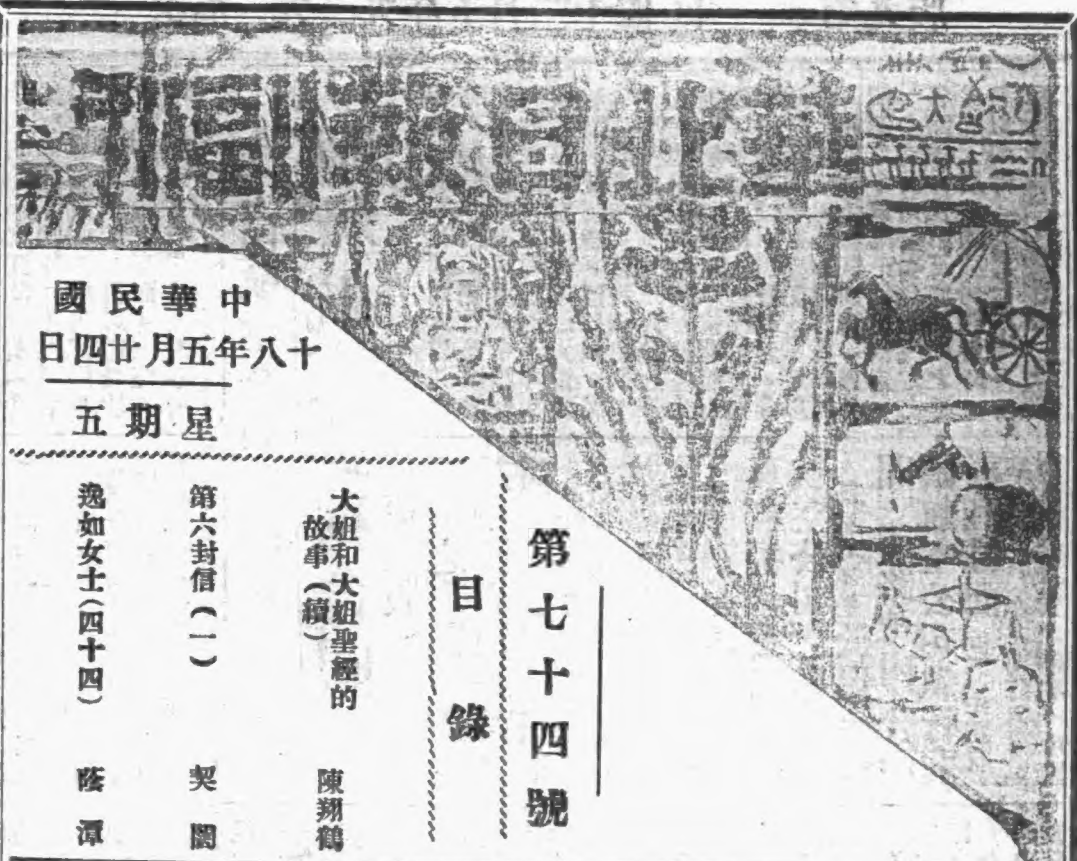 中華民國
十八年五月廿四日
星期五
第七十四號
目錄
大姐和大姐聖經的
故事(續) 陳翔鶴
第六封信(一) 契闊
逸如女士(四十四) 蔭潭